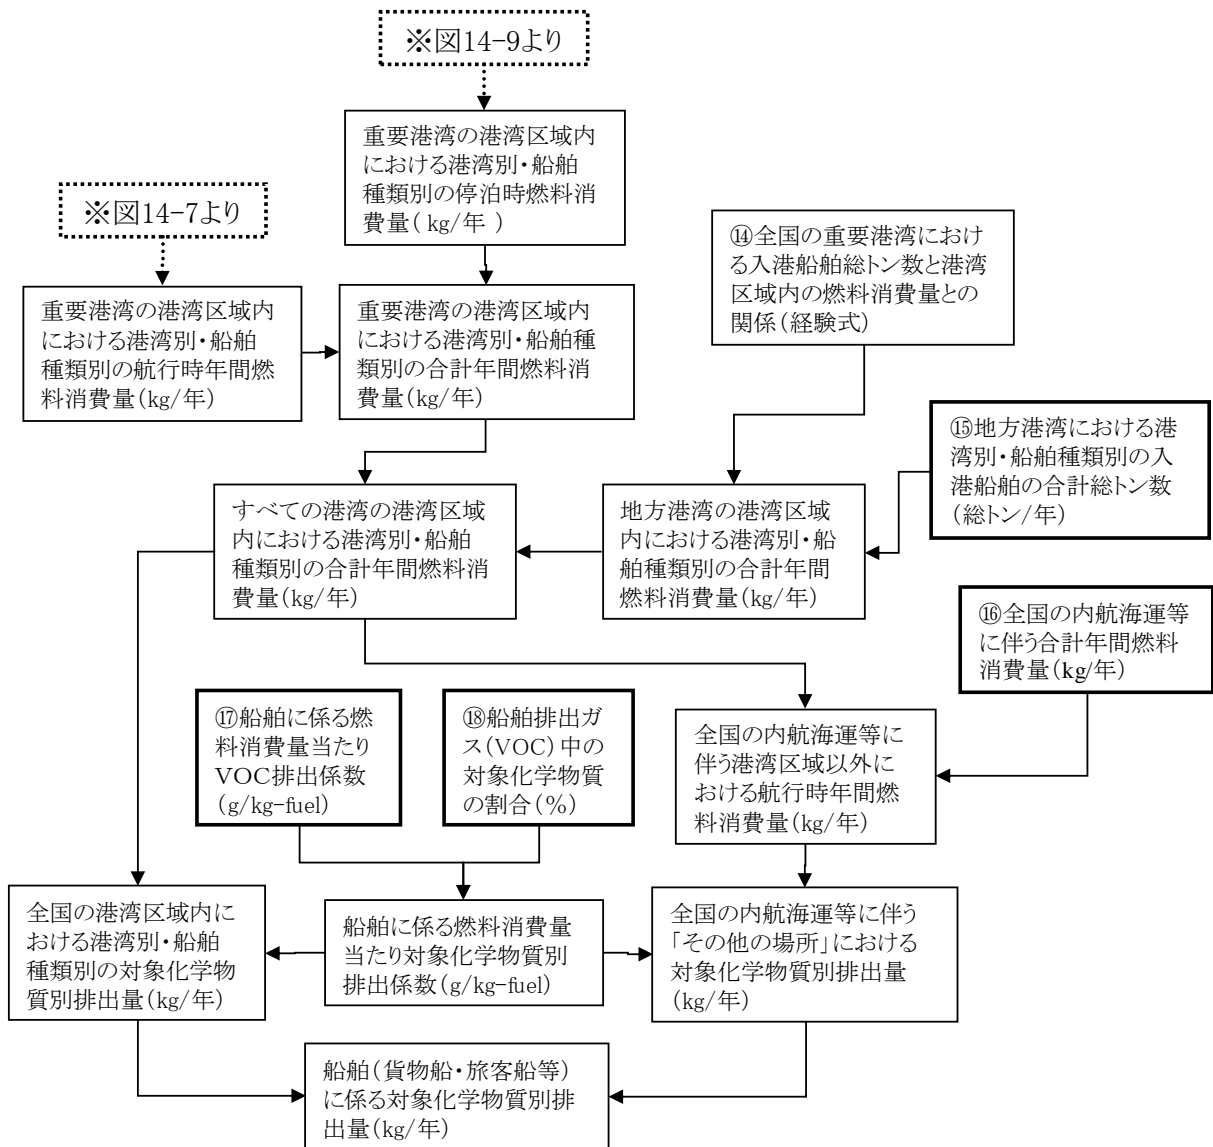 ※図14-9より
重要港湾の港湾区域内
における港湾別・船舶
種類別の停泊時燃料消
費量( kg/年 )
※図14-7より
⑭全国の重要港湾におけ
る入港船舶総トン数と港湾
区域内の燃料消費量との
関係(経験式)
重要港湾の港湾区域内
における港湾別・船舶
種類別の航行時年間燃
料消費量(kg/年)
重要港湾の港湾区域内
における港湾別・船舶種
類別の合計年間燃料消
費量(kg/年)
⑮地方港湾における港
湾別・船舶種類別の入
港船舶の合計総トン数
(総トン/年)
すべての港湾の港湾区域
内における港湾別・船舶
種類別の合計年間燃料消
費量(kg/年)
地方港湾の港湾区域
内における港湾別・船
舶種類別の合計年間
燃料消費量(kg/年)
⑯全国の内航海運等
に伴う合計年間燃料
消費量(kg/年)
⑰船舶に係る燃
料消費量当たり
VOC排出係数
(g/kg-fuel)
⑱船舶排出ガ
ス(VOC)中の
対象化学物質
の割合(%)
全国の内航海運等に
伴う港湾区域以外に
おける航行時年間燃
料消費量(kg/年)
全国の港湾区域内に
おける港湾別・船舶
種類別の対象化学物
質別排出量(kg/年)
船舶に係る燃料消費量
当たり対象化学物質別
排出係数(g/kg-fuel)
全国の内航海運等に伴う
「その他の場所」における
対象化学物質別排出量
(kg/年)
船舶(貨物船・旅客船等)
に係る対象化学物質別排
出量(kg/年)